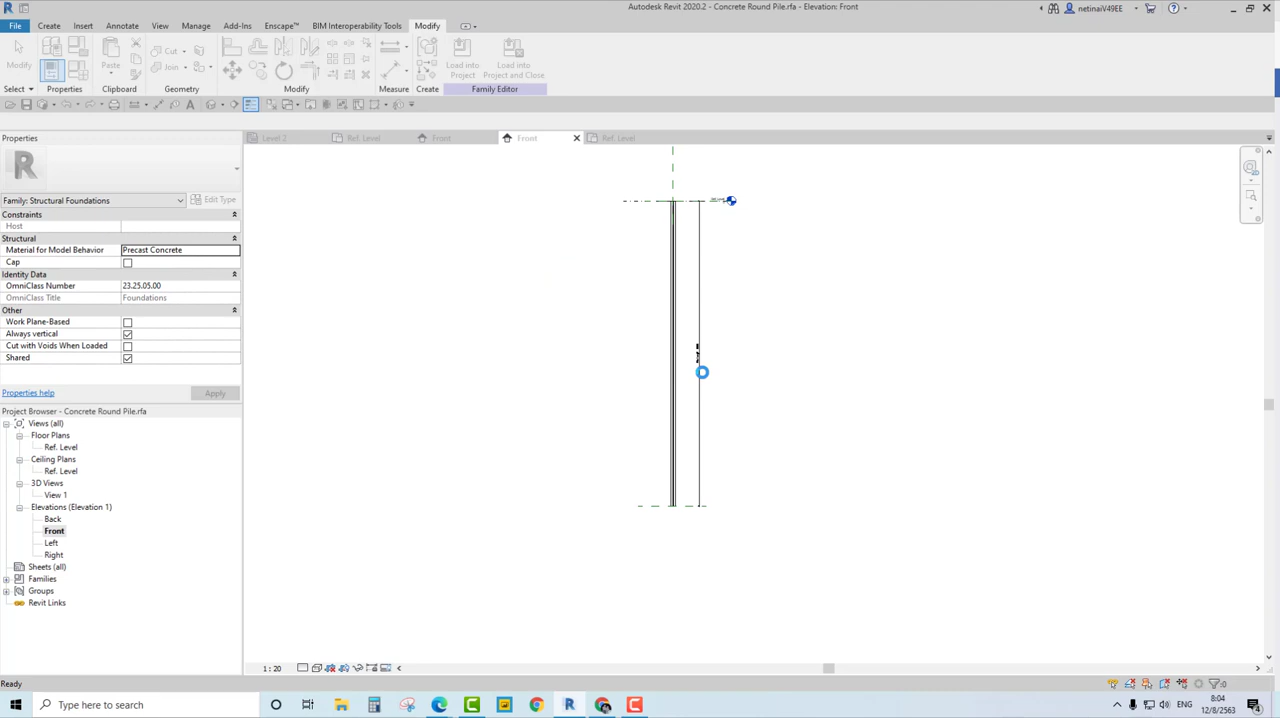 Autodesk Revit 2020.2 - Concrete Round Pile.rfa - Elevation: Front
netinaiV49EE
File Create Insert Annotate View Manage Add-Ins Enscape™ BIM Interoperability Tools Modify
Modify Paste Cut Join Load into Project Load into Project and Close
Select Properties Clipboard Geometry Modify Measure Create Family Editor
Properties
Level 2 Ref. Level Front Front Ref. Level
Family: Structural Foundations Edit Type
Constraints
Host
Structural
Material for Model Behavior Precast Concrete
Cap
Identity Data
OmniClass Number 23.25.05.00
OmniClass Title Foundations
Other
Work Plane-Based
Always vertical
Cut with Voids When Loaded
Shared
Properties help Apply
Project Browser - Concrete Round Pile.rfa
Views (all)
Floor Plans
Ref. Level
Ceiling Plans
Ref. Level
3D Views
View 1
Elevations (Elevation 1)
Back
Front
Left
Right
Sheets (all)
Families
Groups
Revit Links
1 : 20
Ready
:0
Type here to search
ENG
8:04
12/8/2563
4